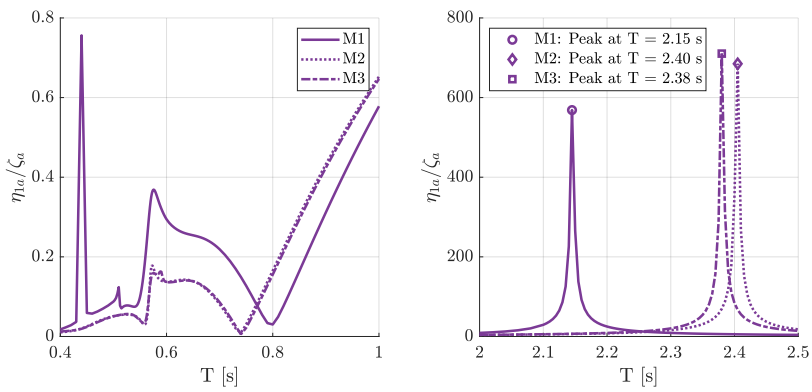 0.8
0.6
0.4
0.2
0
0.4
0.6
0.8
1
T [s]
η1a/ζa
M1
M2
M3
800
600
400
200
0
2
2.1
2.2
2.3
2.4
2.5
T [s]
η1a/ζa
M1: Peak at T = 2.15 s
M2: Peak at T = 2.40 s
M3: Peak at T = 2.38 s